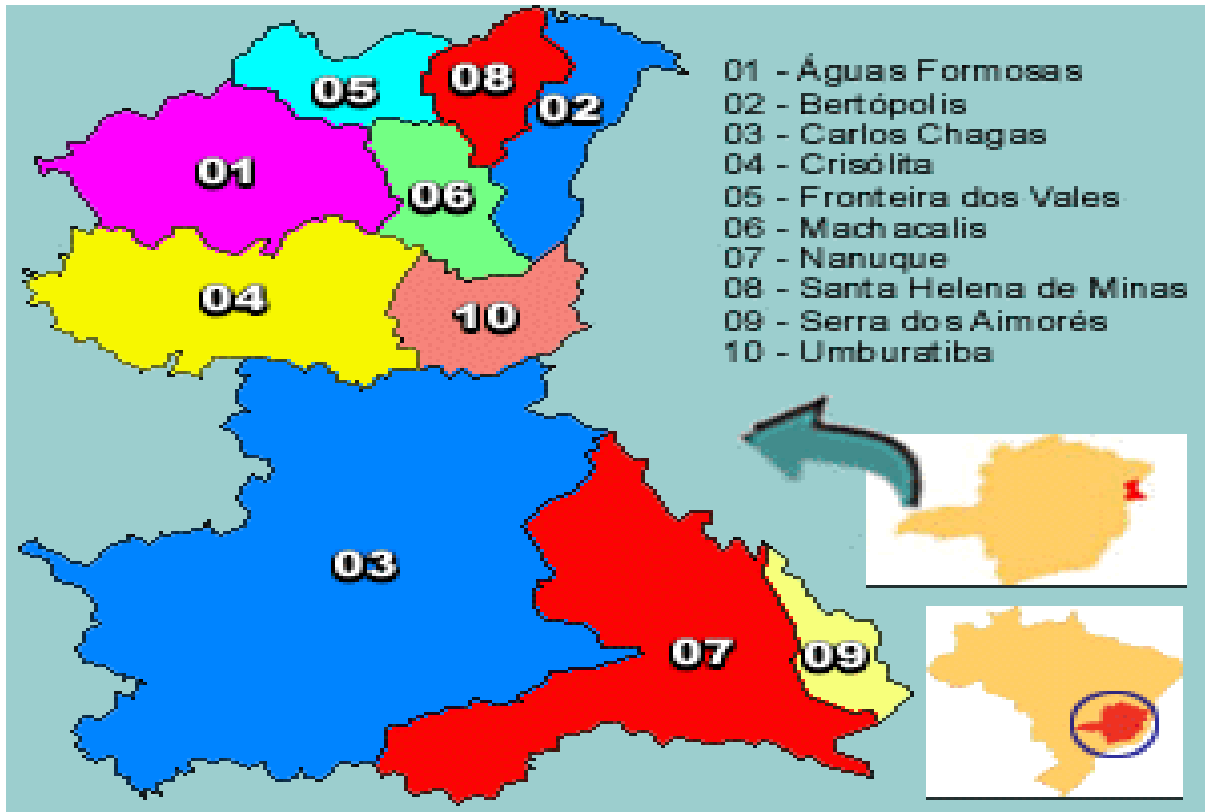 05
08
02
01
06
04
10
03
07
09
01 - Águas Formosas
02 - Bertópolis
03 - Carlos Chagas
04 - Crisólita
05 - Fronteira dos Vales
06 - Machacalis
07 - Nanuque
08 - Santa Helena de Minas
09 - Serra dos Aimorés
10 - Umburatiba
1